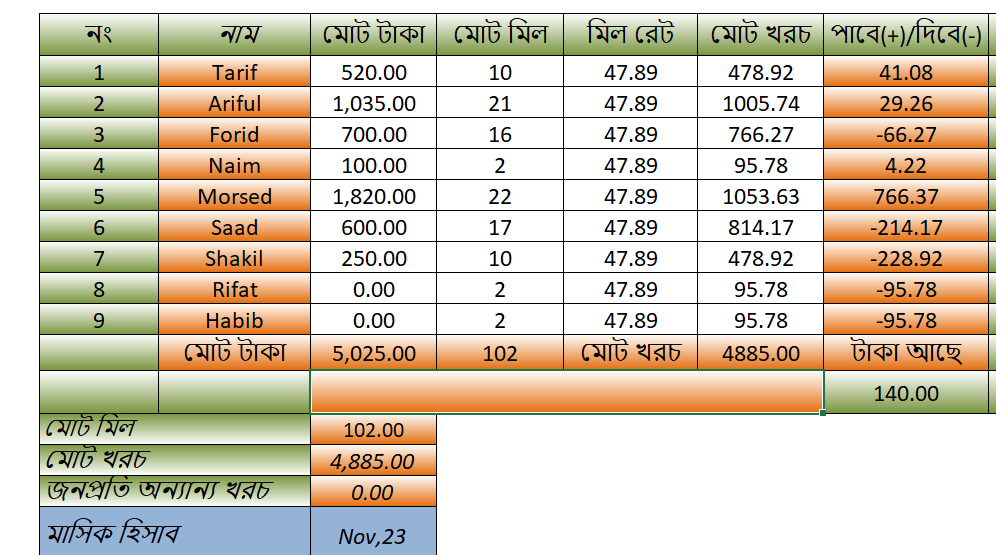 নং নাম মোট টাকা মোট মিল মিল রেট মোট খরচ পাবে(+)/দিবে(-)
1 Tarif 520.00 10 47.89 478.92 41.08
2 Ariful 1,035.00 21 47.89 1005.74 29.26
3 Forid 700.00 16 47.89 766.27 -66.27
4 Naim 100.00 2 47.89 95.78 4.22
5 Morsed 1,820.00 22 47.89 1053.63 766.37
6 Saad 600.00 17 47.89 814.17 -214.17
7 Shakil 250.00 10 47.89 478.92 -228.92
8 Rifat 0.00 2 47.89 95.78 -95.78
9 Habib 0.00 2 47.89 95.78 -95.78
মোট টাকা 5,025.00 102 মোট খরচ 4885.00 টাকা আছে
140.00
মোট মিল 102.00
মোট খরচ 4,885.00
জনপ্রতি অন্যান্য খরচ 0.00
মাসিক হিসাব Nov,23